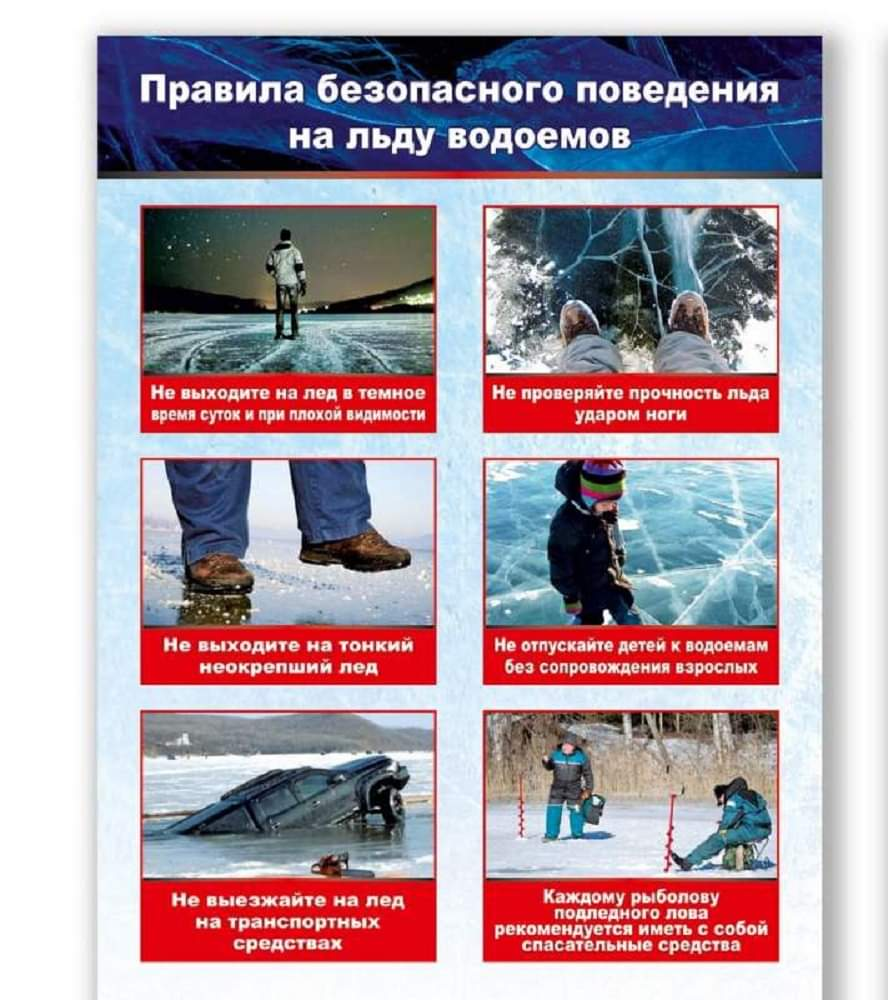 Правила безопасного поведения
на льду водоемов
Не выходите на лед в темное
время суток и при плохой видимости
Не проверяйте прочность льда
ударом ноги
Не выходите на тонкий
неокрепший лед
Не отпускайте детей к водоемам
без сопровождения взрослых
Не выезжайте на лед
на транспортных
средствах
Каждому рыболову
подледного лова
рекомендуется иметь с собой
спасательные средства